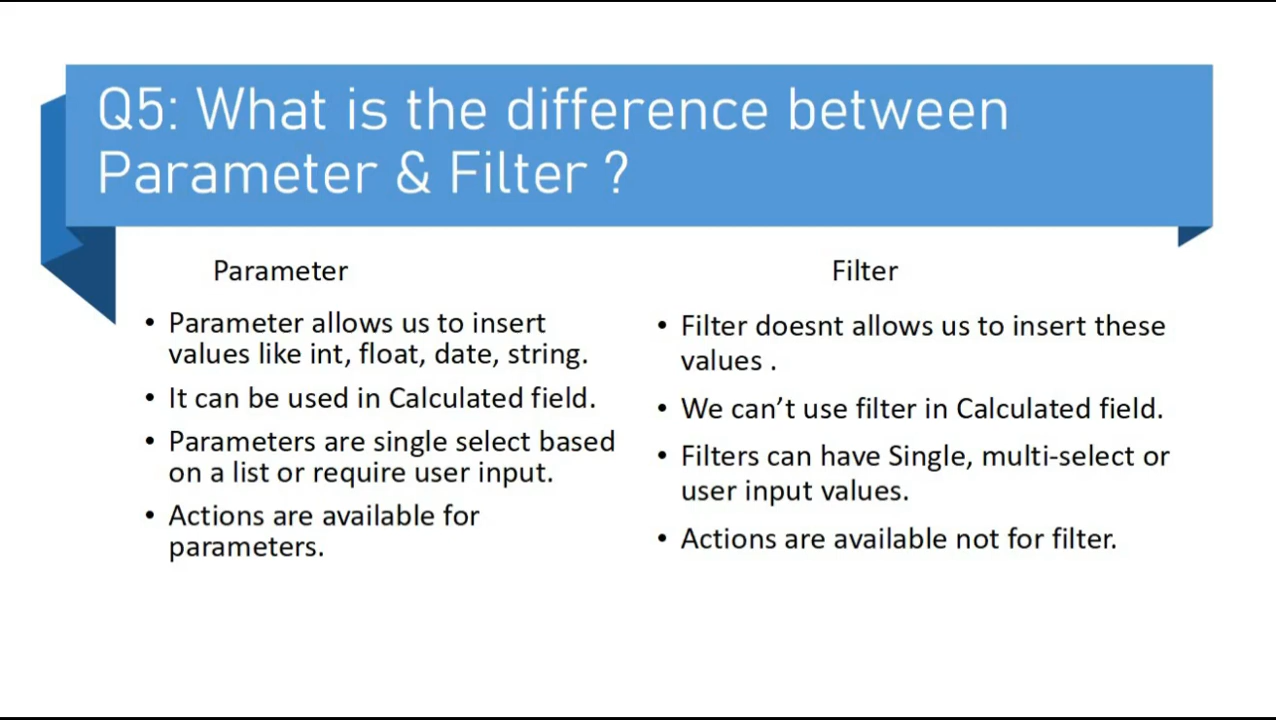 Q5: What is the difference between
Parameter & Filter ?
Parameter
• Parameter allows us to insert
values like int, float, date, string.
• It can be used in Calculated field.
• Parameters are single select based
on a list or require user input.
• Actions are available for
parameters.
Filter
• Filter doesnt allows us to insert these
values .
• We can’t use filter in Calculated field.
• Filters can have Single, multi-select or
user input values.
• Actions are available not for filter.